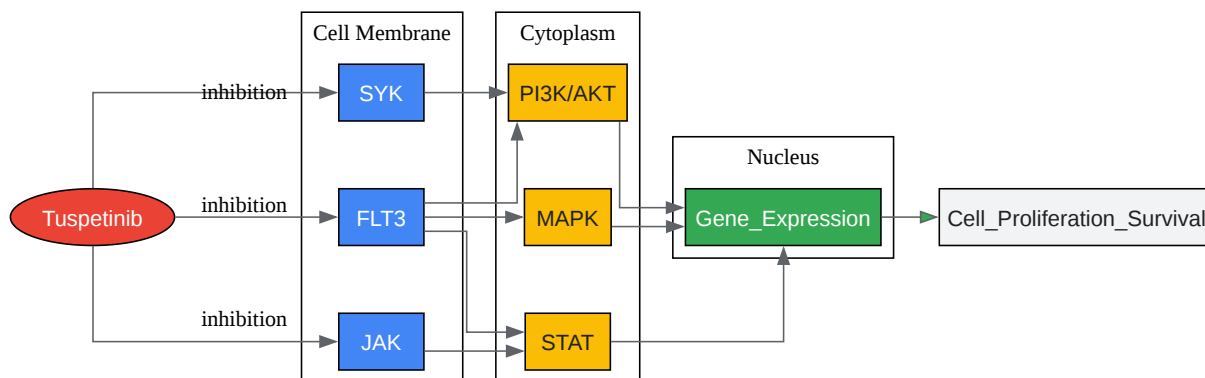 Cell Membrane
Cytoplasm
inhibition
SYK
PI3K/AKT
Nucleus
Tuspetinib
inhibition
FLT3
MAPK
Gene_Expression
Cell_Proliferation_Survival
inhibition
JAK
STAT